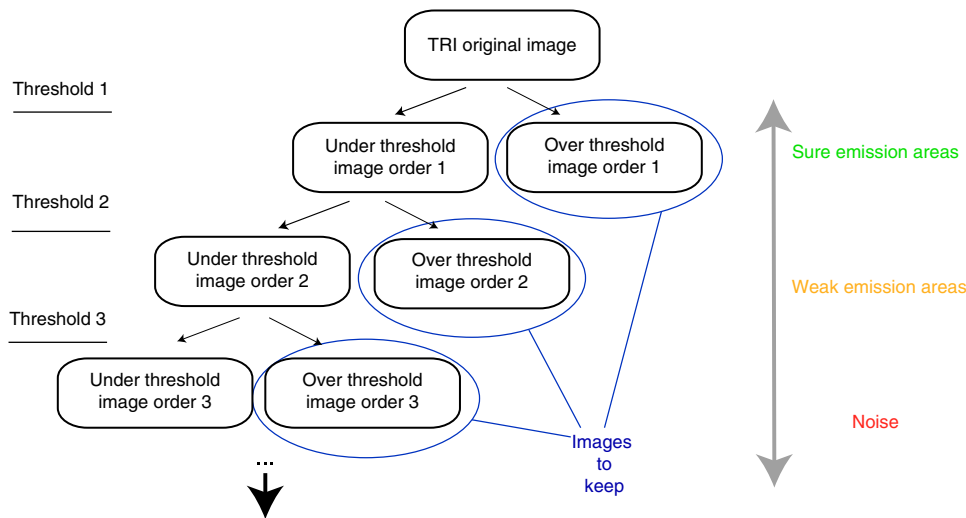 TRI original image
Threshold 1
Under threshold
image order 1
Over threshold
image order 1
Sure emission areas
Threshold 2
Under threshold
image order 2
Over threshold
image order 2
Weak emission areas
Threshold 3
Under threshold
image order 3
Over threshold
image order 3
Noise
Images
to
keep
...